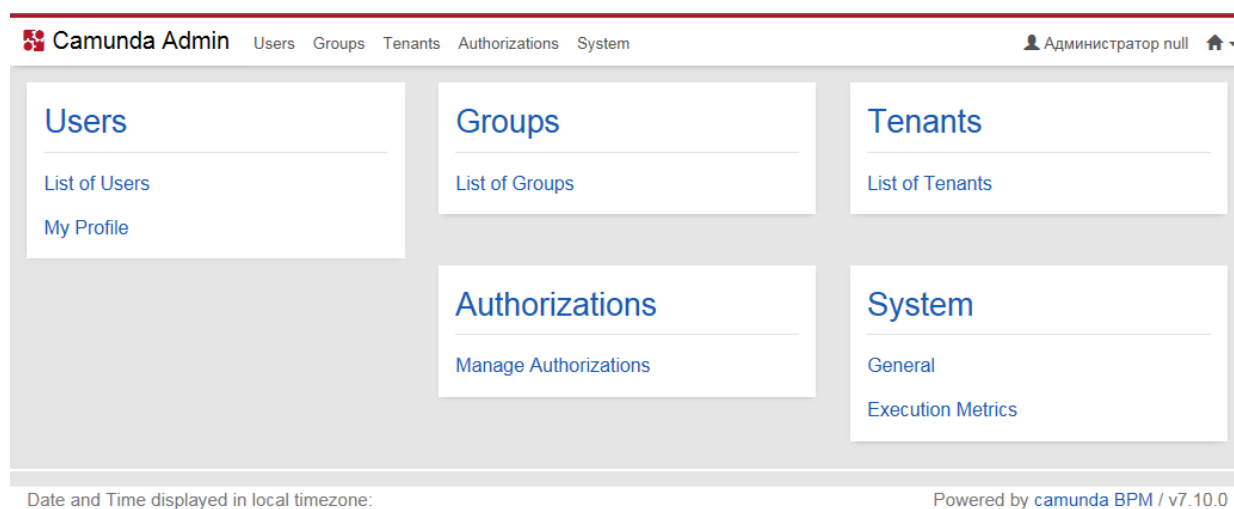 Camunda Admin Users Groups Tenants Authorizations System Администратор null
Users
List of Users
My Profile
Groups
List of Groups
Tenants
List of Tenants
Authorizations
Manage Authorizations
System
General
Execution Metrics
Date and Time displayed in local timezone: Powered by camunda BPM / v7.10.0